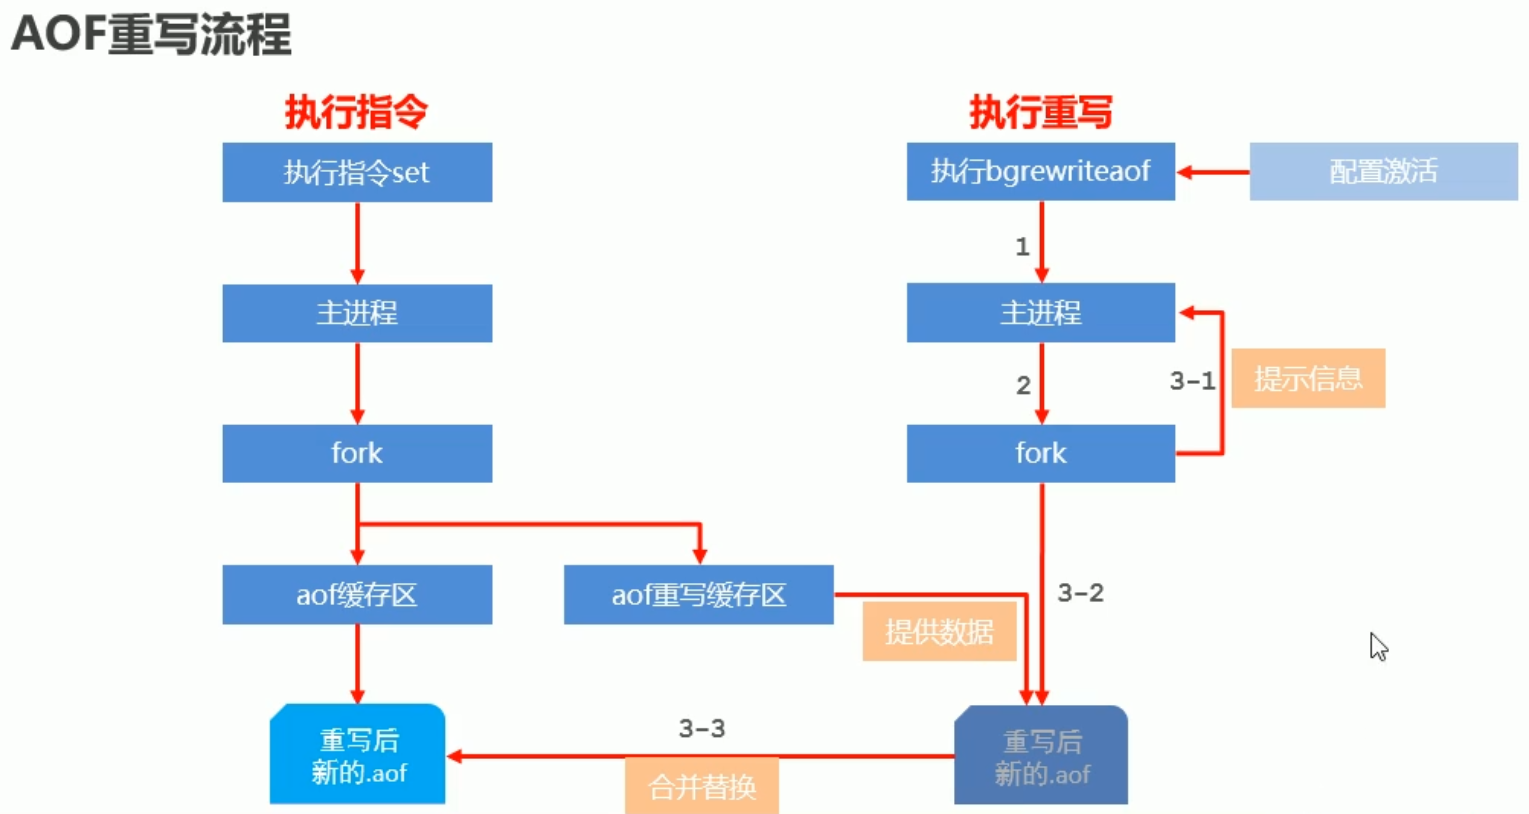 AOF重写流程
执行指令
执行重写
执行指令set
执行bgrewriteaof
配置激活
1
主进程
主进程
2
3-1
提示信息
fork
fork
aof缓存区
aof重写缓存区
3-2
提供数据
3-3
重写后
新的.aof
重写后
新的.aof
合并替换